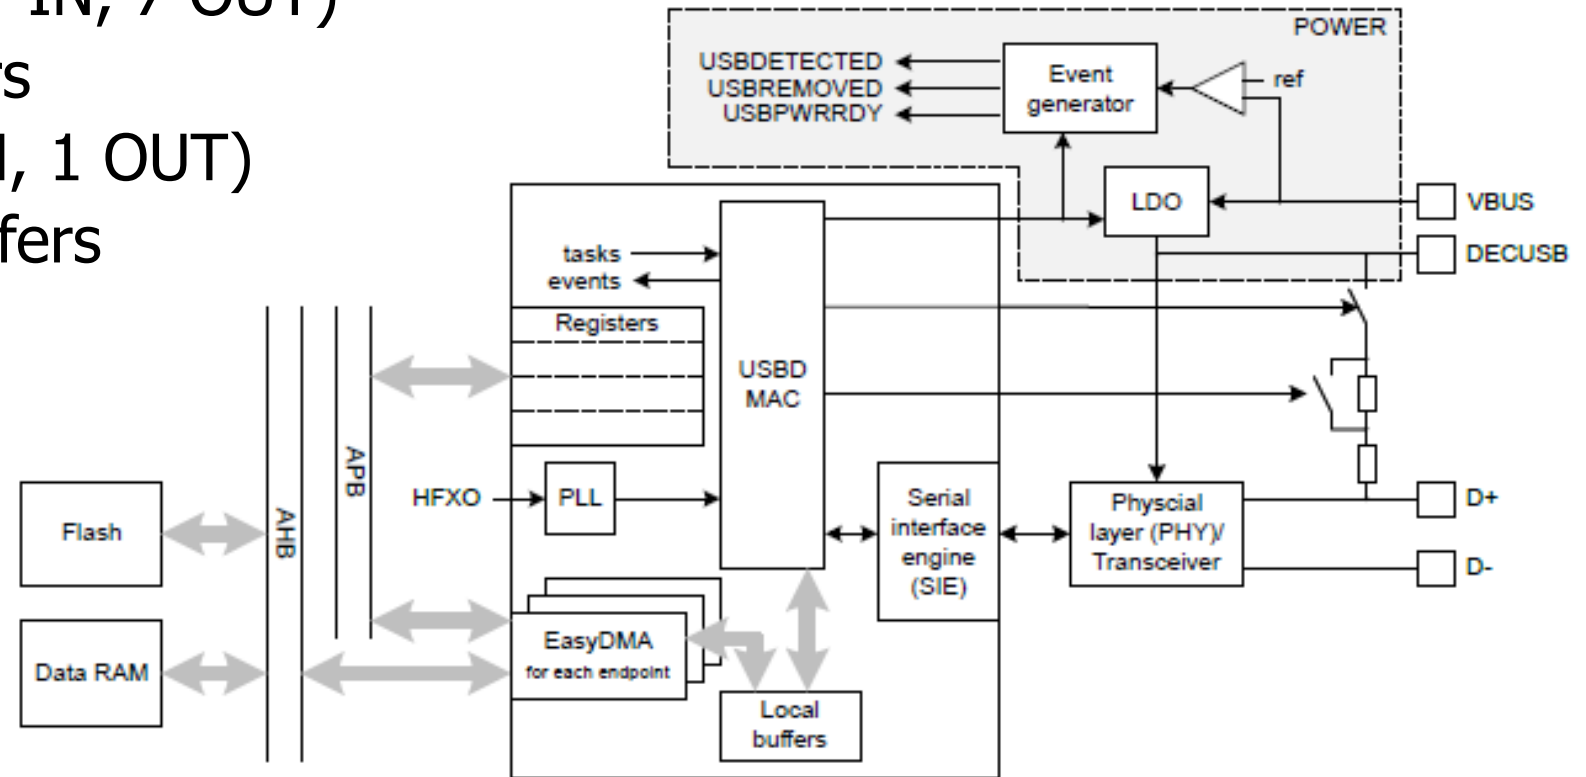 IN, 7 OUT)
rs
, 1 OUT)
fers
POWER
USBDETECTED
USBREMOVED
USBPWRRDY
Event
generator
ref
LDO
VBUS
DECUSB
tasks
events
Registers
USBD
MAC
APB
AHB
HFXO
PLL
Flash
Data RAM
Serial
interface
engine
(SIE)
Physcial
layer (PHY)/
Transceiver
D+
D-
EasyDMA
for each endpoint
Local
buffers